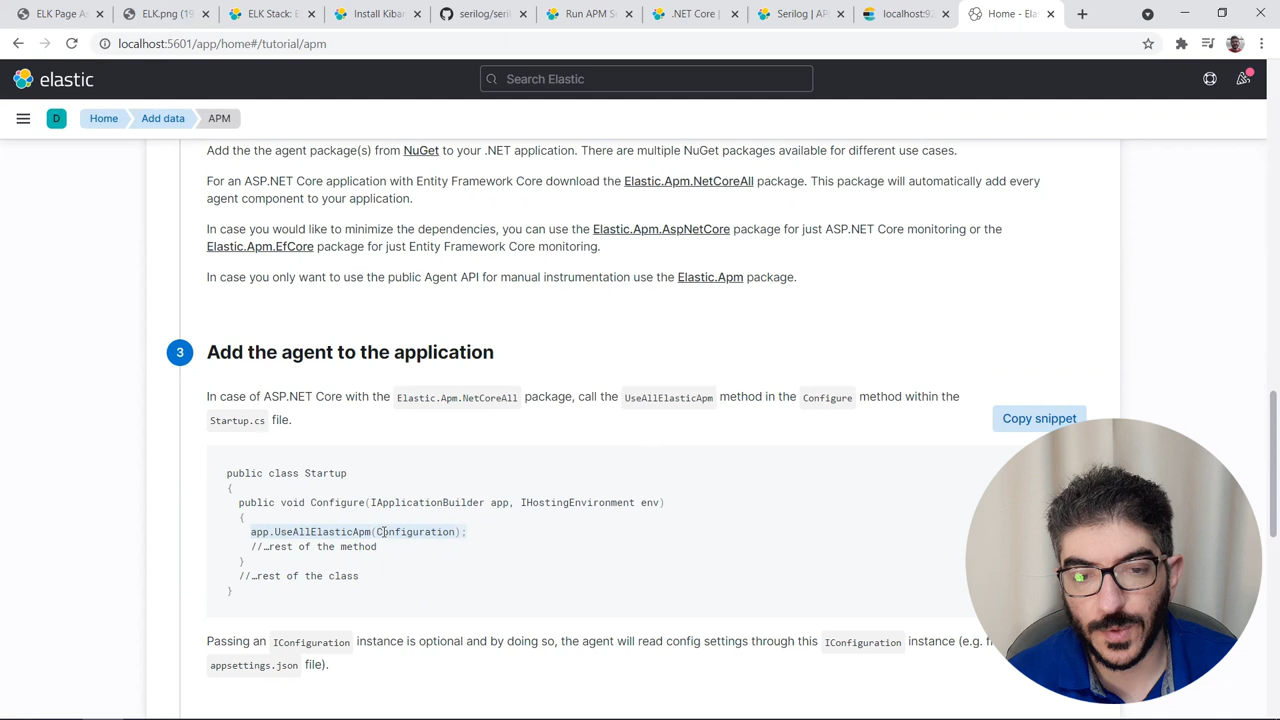 ELK Page As
ELK.png (19
ELK Stack: E
Install Kiban
serilog/seril
Run APM Se
.NET Core |
Serilog | AP
localhost:92
Home - Elas
localhost:5601/app/home#/tutorial/apm
elastic
Search Elastic
D
Home
Add data
APM
Add the the agent package(s) from NuGet to your .NET application. There are multiple NuGet packages available for different use cases.
For an ASP.NET Core application with Entity Framework Core download the Elastic.Apm.NetCoreAll package. This package will automatically add every
agent component to your application.
In case you would like to minimize the dependencies, you can use the Elastic.Apm.AspNetCore package for just ASP.NET Core monitoring or the
Elastic.Apm.EfCore package for just Entity Framework Core monitoring.
In case you only want to use the public Agent API for manual instrumentation use the Elastic.Apm package.
3 Add the agent to the application
In case of ASP.NET Core with the Elastic.Apm.NetCoreAll package, call the UseAllElasticApm method in the Configure method within the
Startup.cs file.
Copy snippet
public class Startup
{
public void Configure(IApplicationBuilder app, IHostingEnvironment env)
{
app.UseAllElasticApm(Configuration);
//…rest of the method
}
//…rest of the class
}
Passing an IConfiguration instance is optional and by doing so, the agent will read config settings through this IConfiguration instance (e.g.
appsettings.json file).